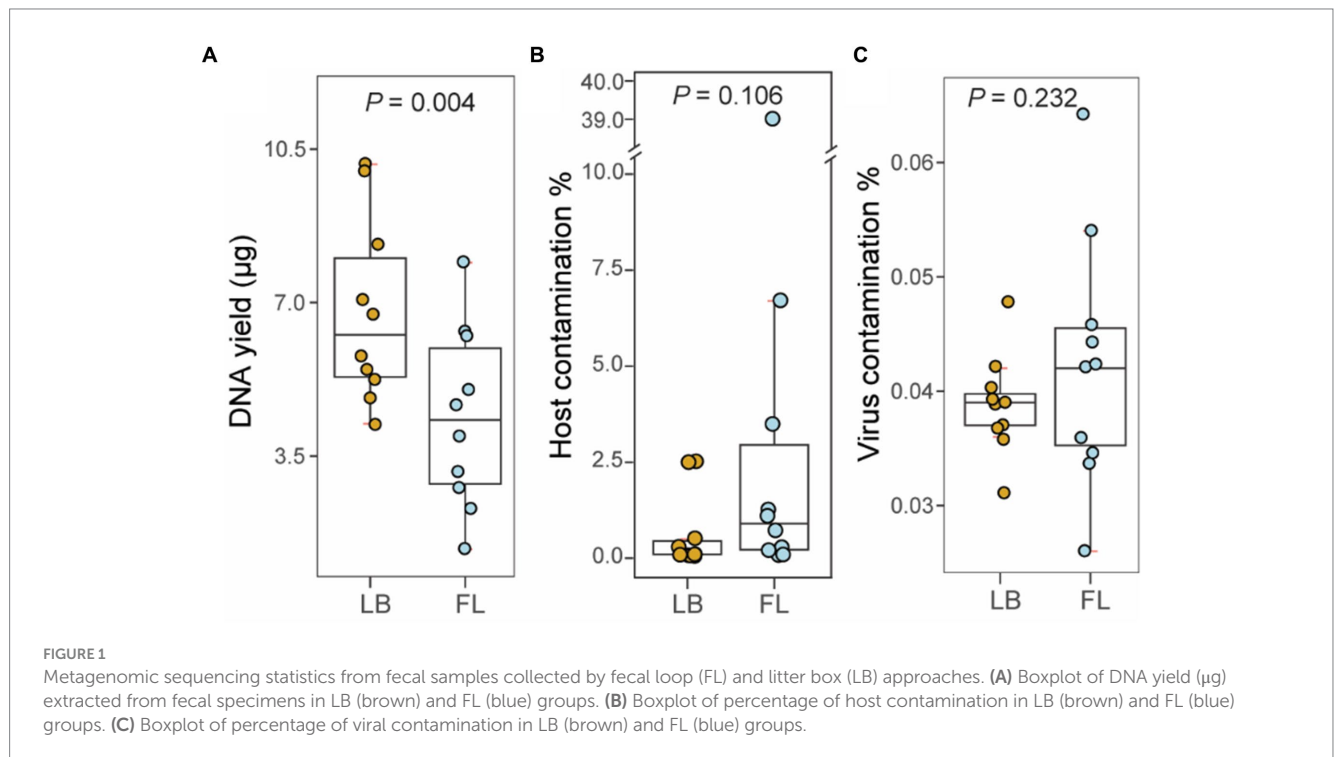 A
P = 0.004
10.5
7.0
3.5
DNA yield (µg)
LB
FL
B
P = 0.106
40.0
39.0
10.0
7.5
5.0
2.5
0.0
Host contamination %
LB
FL
C
P = 0.232
0.06
0.05
0.04
0.03
Virus contamination %
LB
FL
FIGURE 1
Metagenomic sequencing statistics from fecal samples collected by fecal loop (FL) and litter box (LB) approaches. (A) Boxplot of DNA yield (µg)
extracted from fecal specimens in LB (brown) and FL (blue) groups. (B) Boxplot of percentage of host contamination in LB (brown) and FL (blue)
groups. (C) Boxplot of percentage of viral contamination in LB (brown) and FL (blue) groups.